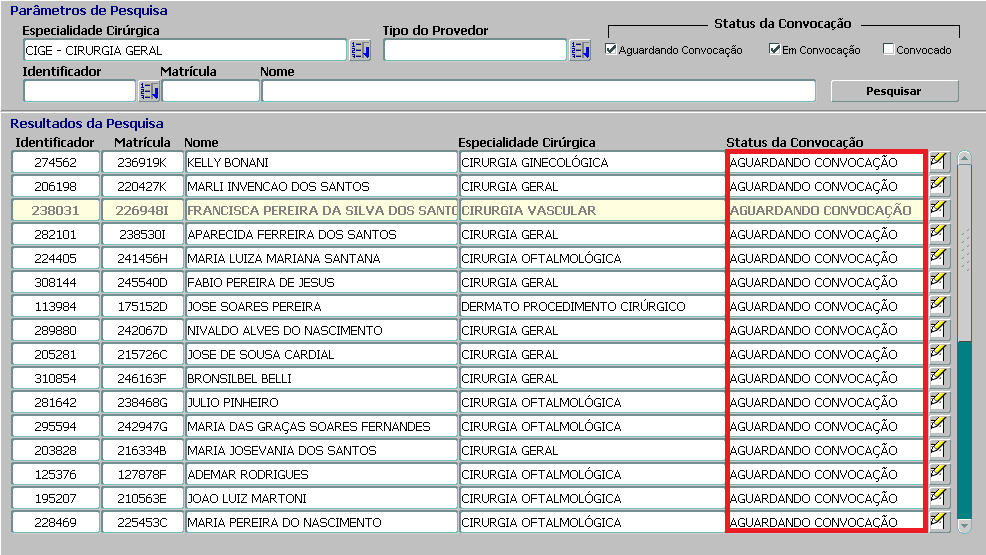 Parâmetros de Pesquisa
Especialidade Cirúrgica Tipo do Provedor Status da Convocação
CIGE - CIRURGIA GERAL Aguardando Convocação Em Convocação Convocado
Identificador Matrícula Nome
Pesquisar
Resultados da Pesquisa
Identificador Matrícula Nome Especialidade Cirúrgica Status da Convocação
274562 236919K KELLY BONANI CIRURGIA GINECOLÓGICA AGUARDANDO CONVOCAÇÃO
206198 220427K MARLI INVENCAO DOS SANTOS CIRURGIA GERAL AGUARDANDO CONVOCAÇÃO
238031 226948I FRANCISCA PEREIRA DA SILVA DOS SANTO CIRURGIA VASCULAR AGUARDANDO CONVOCAÇÃO
282101 238530I APARECIDA FERREIRA DOS SANTOS CIRURGIA GERAL AGUARDANDO CONVOCAÇÃO
224405 241456H MARIA LUIZA MARIANA SANTANA CIRURGIA OFTALMOLÓGICA AGUARDANDO CONVOCAÇÃO
308144 245540D FABIO PEREIRA DE JESUS CIRURGIA GERAL AGUARDANDO CONVOCAÇÃO
113984 175152D JOSE SOARES PEREIRA DERMATO PROCEDIMENTO CIRÚRGICO AGUARDANDO CONVOCAÇÃO
289880 242067D NIVALDO ALVES DO NASCIMENTO CIRURGIA GERAL AGUARDANDO CONVOCAÇÃO
205281 215726C JOSE DE SOUSA CARDIAL CIRURGIA GERAL AGUARDANDO CONVOCAÇÃO
310854 246163F BRONSILBEL BELLI CIRURGIA GERAL AGUARDANDO CONVOCAÇÃO
281642 238468G JULIO PINHEIRO CIRURGIA OFTALMOLÓGICA AGUARDANDO CONVOCAÇÃO
295594 242947G MARIA DAS GRAÇAS SOARES FERNANDES CIRURGIA OFTALMOLÓGICA AGUARDANDO CONVOCAÇÃO
203828 216334B MARIA JOSEVANIA DOS SANTOS CIRURGIA GERAL AGUARDANDO CONVOCAÇÃO
125376 127878F ADEMAR RODRIGUES CIRURGIA OFTALMOLÓGICA AGUARDANDO CONVOCAÇÃO
195207 210563E JOAO LUIZ MARTONI CIRURGIA OFTALMOLÓGICA AGUARDANDO CONVOCAÇÃO
228469 225453C MARIA PEREIRA DO NASCIMENTO CIRURGIA OFTALMOLÓGICA AGUARDANDO CONVOCAÇÃO